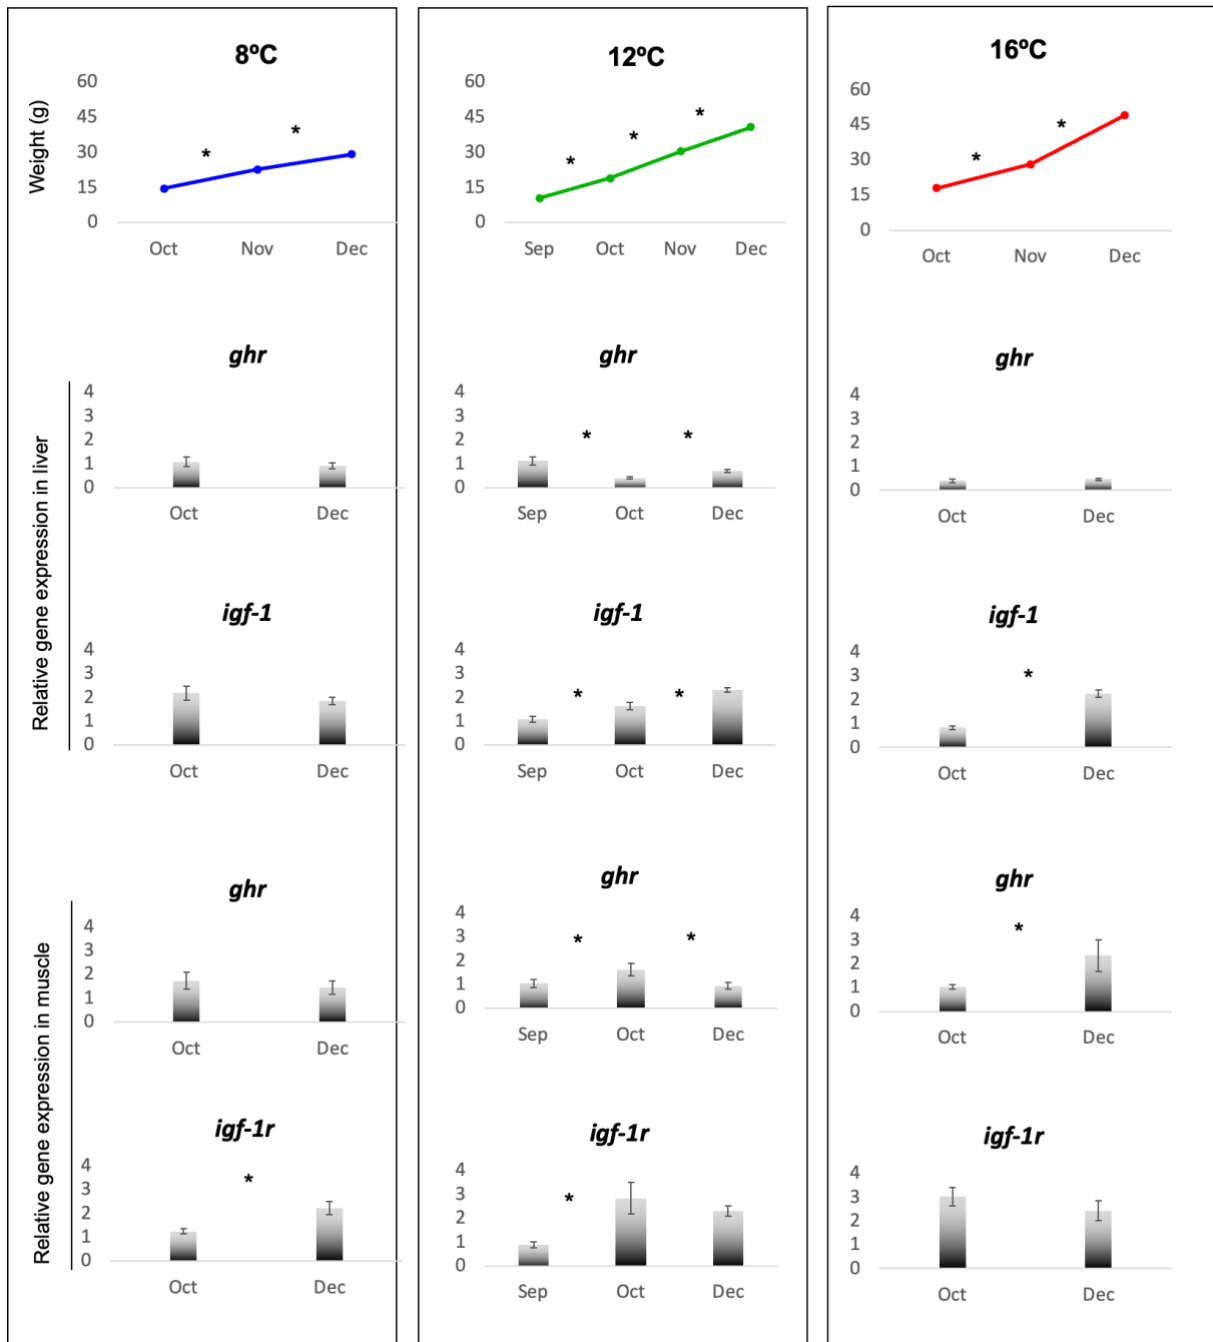 8ºC
Weight (g)
60
45
30
15
0
* *
Oct Nov Dec
Relative gene expression in liver
ghr
4
3
2
1
0
Oct Dec
igf-1
4
3
2
1
0
Oct Dec
Relative gene expression in muscle
ghr
4
3
2
1
0
Oct Dec
igf-1r
4
3
2
1
0
*
Oct Dec
12ºC
60
45
30
15
0
* * *
Sep Oct Nov Dec
ghr
4
3
2
1
0
* *
Sep Oct Dec
igf-1
4
3
2
1
0
* *
Sep Oct Dec
ghr
4
3
2
1
0
* *
Sep Oct Dec
igf-1r
4
3
2
1
0
*
Sep Oct Dec
16ºC
60
45
30
15
0
* *
Oct Nov Dec
ghr
4
3
2
1
0
Oct Dec
igf-1
4
3
2
1
0
*
Oct Dec
ghr
4
3
2
1
0
*
Oct Dec
igf-1r
4
3
2
1
0
Oct Dec